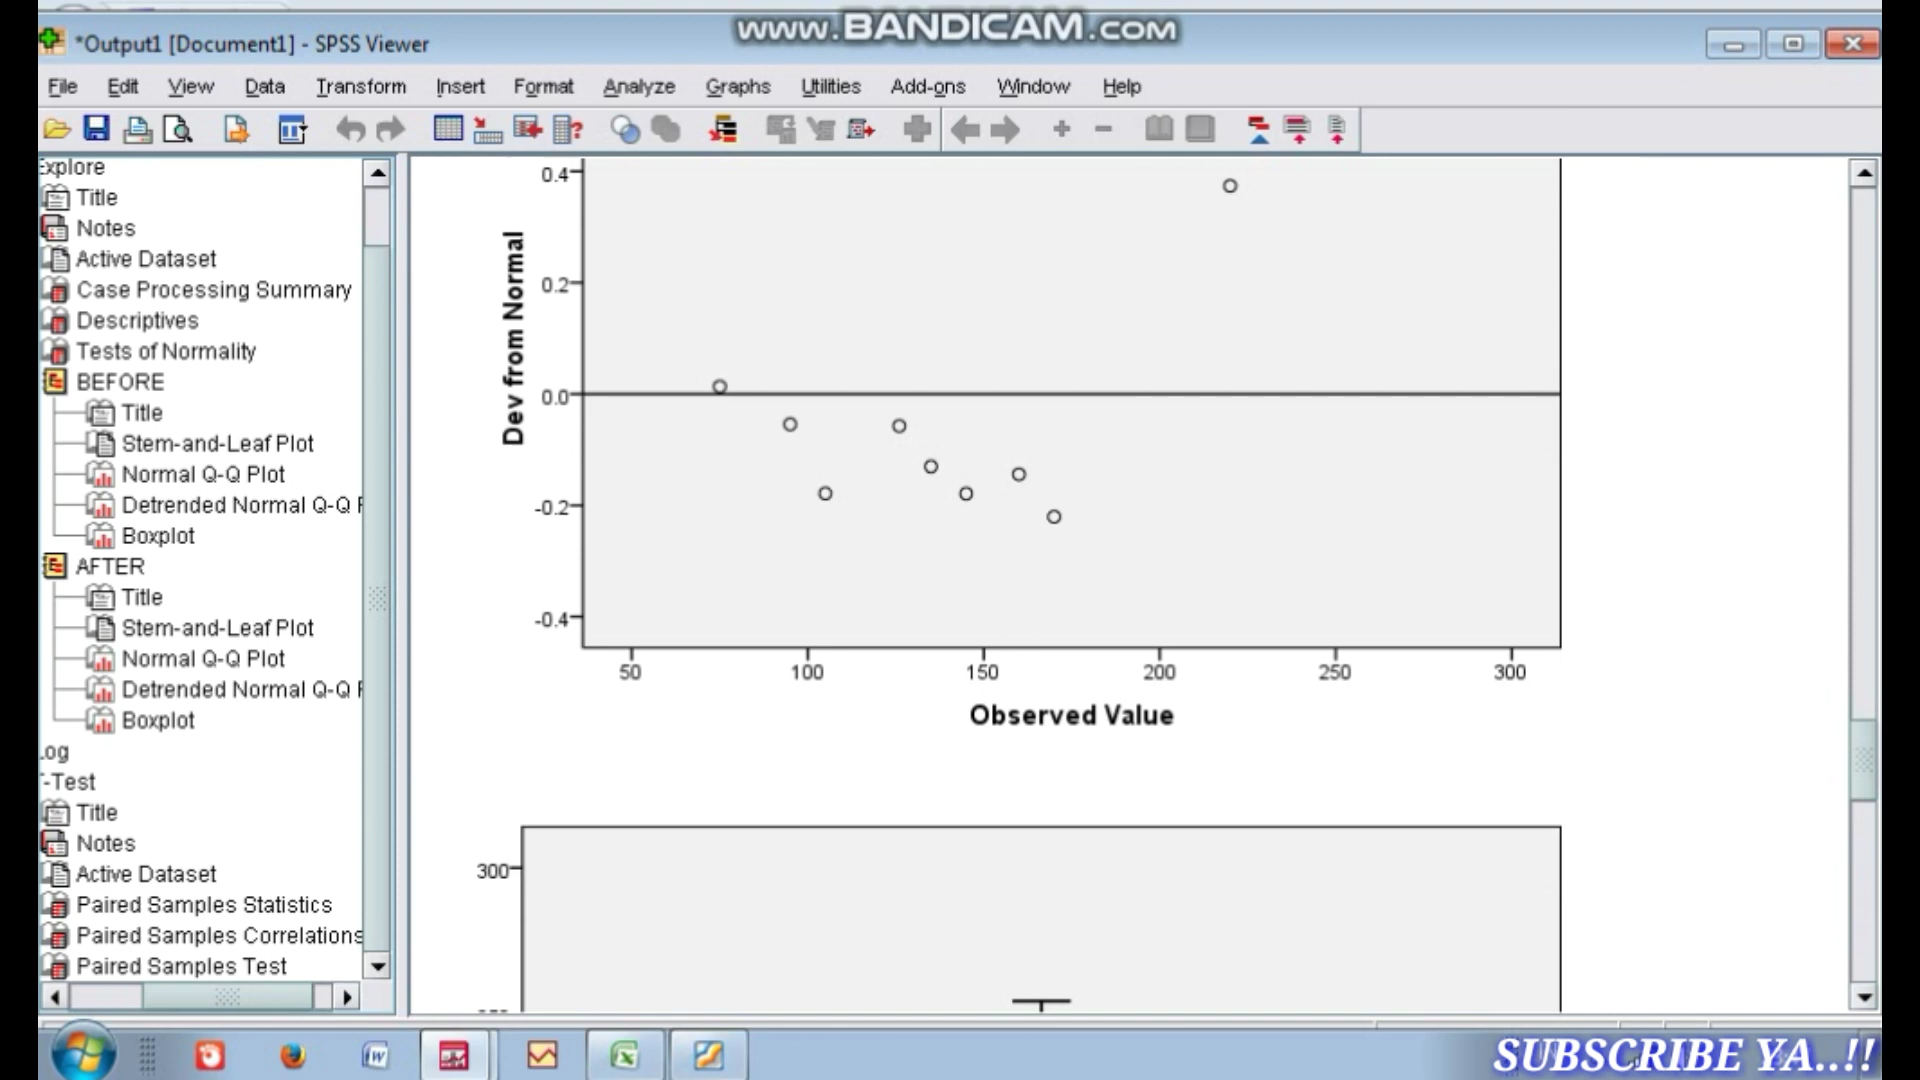 www.BANDICAM.com
*Output1 [Document1] - SPSS Viewer
File Edit View Data Transform Insert Format Analyze Graphs Utilities Add-ons Window Help
Explore
Title
Notes
Active Dataset
Case Processing Summary
Descriptives
Tests of Normality
BEFORE
Title
Stem-and-Leaf Plot
Normal Q-Q Plot
Detrended Normal Q-Q
Boxplot
AFTER
Title
Stem-and-Leaf Plot
Normal Q-Q Plot
Detrended Normal Q-Q
Boxplot
Log
-Test
Title
Notes
Active Dataset
Paired Samples Statistics
Paired Samples Correlations
Paired Samples Test
Dev from Normal
0.4
0.2
0.0
-0.2
-0.4
50 100 150 200 250 300
Observed Value
300
SUBSCRIBE YA..!!